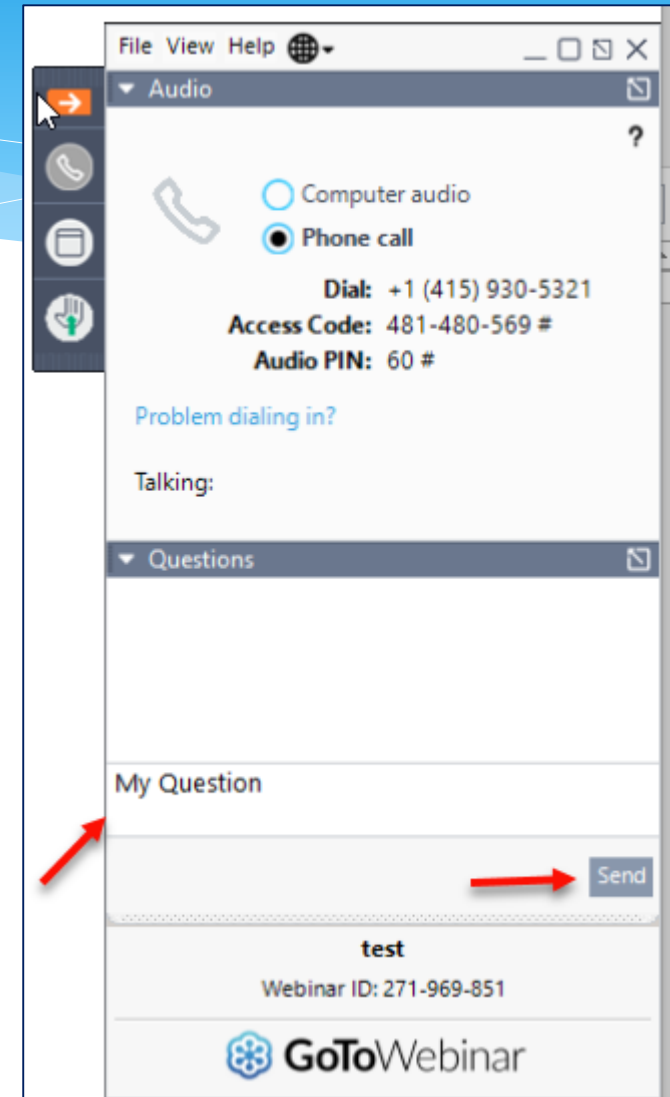 File View Help
Audio
?
Computer audio
Phone call
Dial: +1 (415) 930-5321
Access Code: 481-480-569 #
Audio PIN: 60 #
Problem dialing in?
Talking:
Questions
My Question
Send
test
Webinar ID: 271-969-851
GoToWebinar